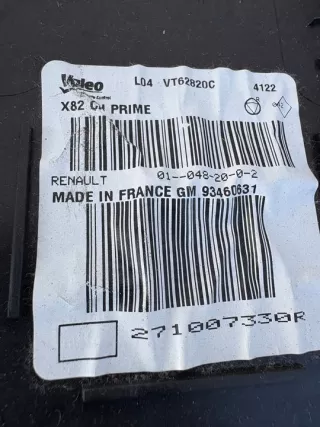 Valeo L04 VT62820C 4122
X82 CH PRIME
RENAULT 01--048-20-0-2
MADE IN FRANCE GM 93460631
271007330R